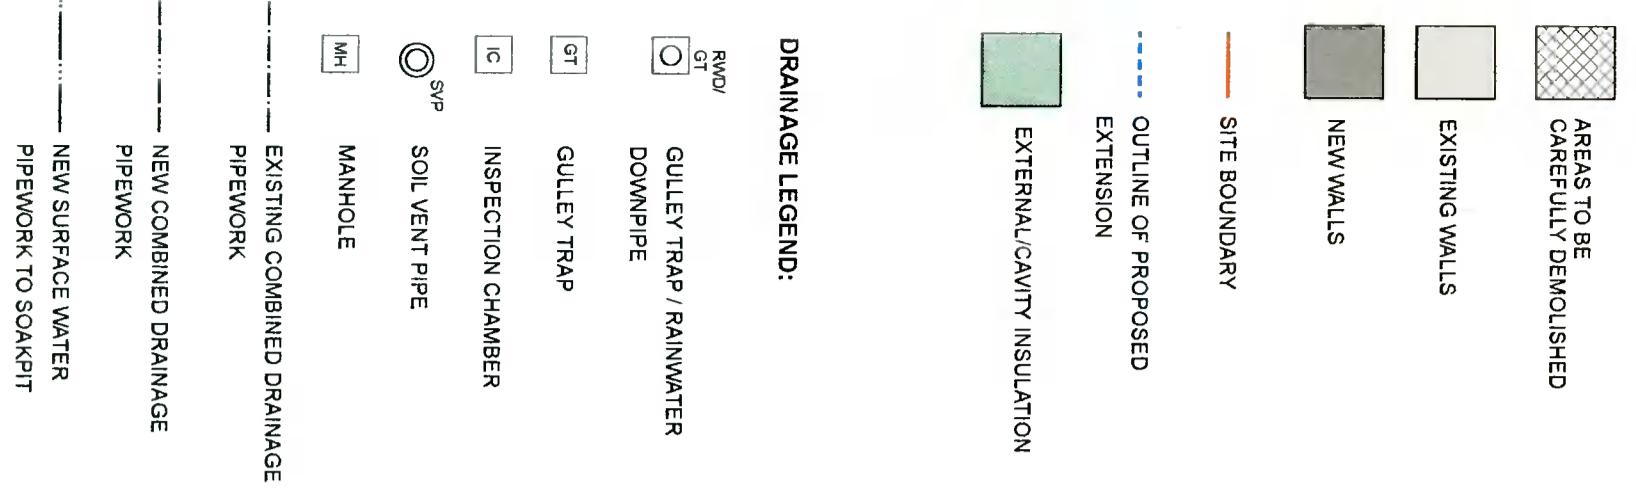 AREAS TO BE
CAREFULLY DEMOLISHED
EXISTING WALLS
NEW WALLS
SITE BOUNDARY
OUTLINE OF PROPOSED
EXTENSION
EXTERNAL/CAVITY INSULATION
DRAINAGE LEGEND:
RWD/
GT
GULLEY TRAP / RAINWATER
DOWNPIPE
GT
GULLEY TRAP
IC
INSPECTION CHAMBER
SVP
SOIL VENT PIPE
MH
MANHOLE
EXISTING COMBINED DRAINAGE
PIPEWORK
NEW COMBINED DRAINAGE
PIPEWORK
NEW SURFACE WATER
PIPEWORK TO SOAKPIT